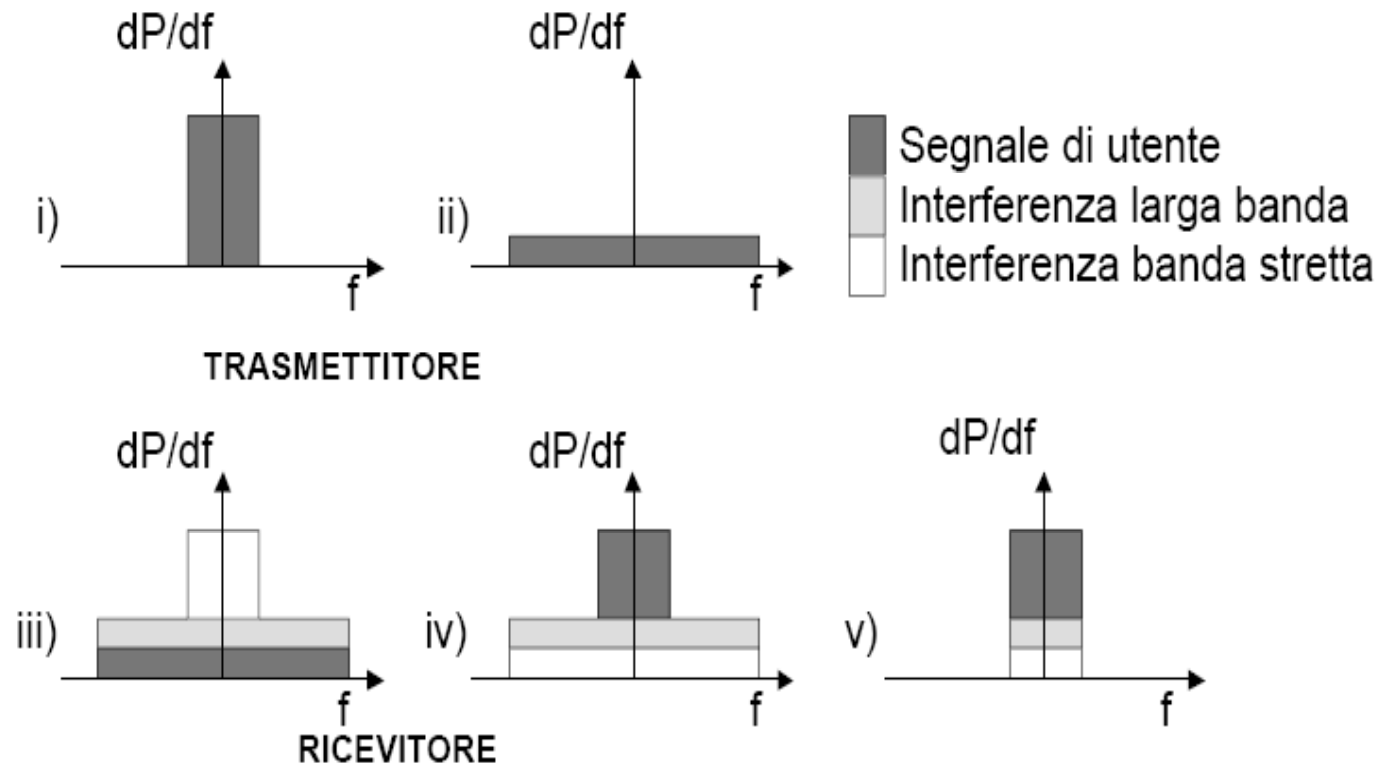 dP/df
dP/df
Segnale di utente
Interferenza larga banda
Interferenza banda stretta
i)
ii)
f
f
TRASMETTITORE
dP/df
dP/df
dP/df
iii)
iv)
v)
f
f
f
RICEVITORE